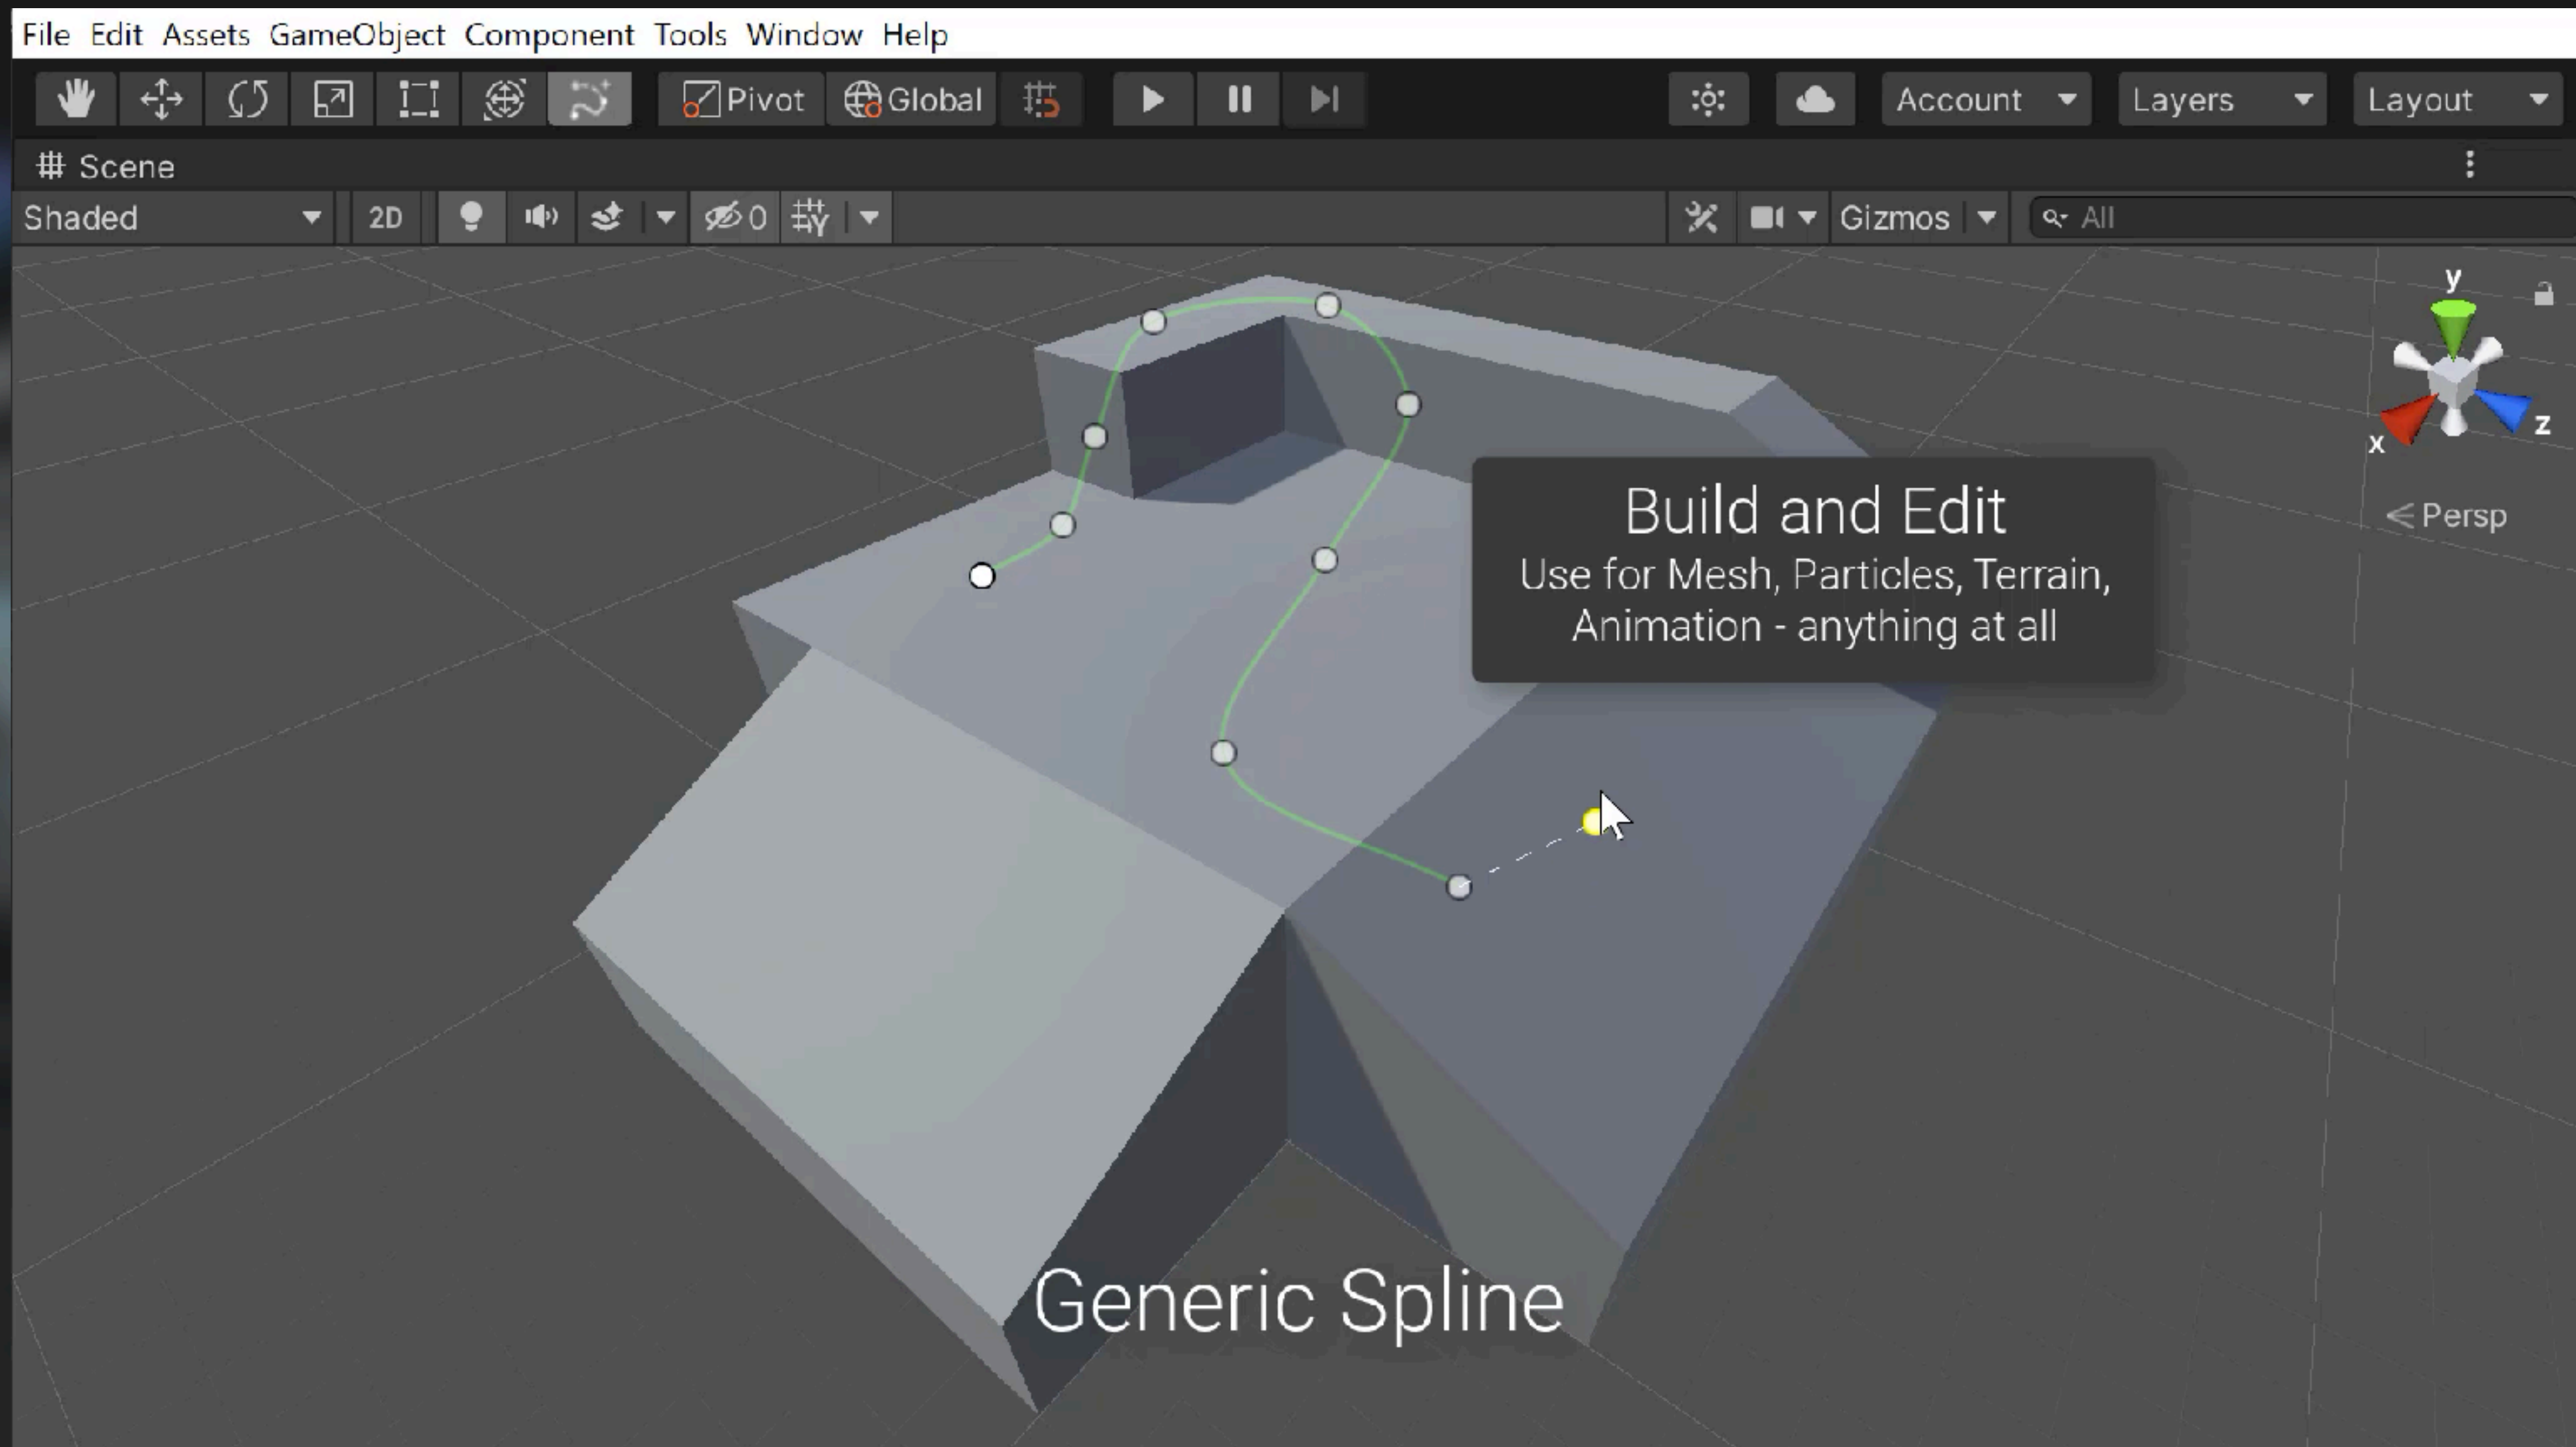 File Edit Assets GameObject Component Tools Window Help
Pivot Global Account Layers Layout
Scene
Shaded 2D 0 Gizmos All
y
x
z
Persp
Build and Edit
Use for Mesh, Particles, Terrain,
Animation - anything at all
Generic Spline